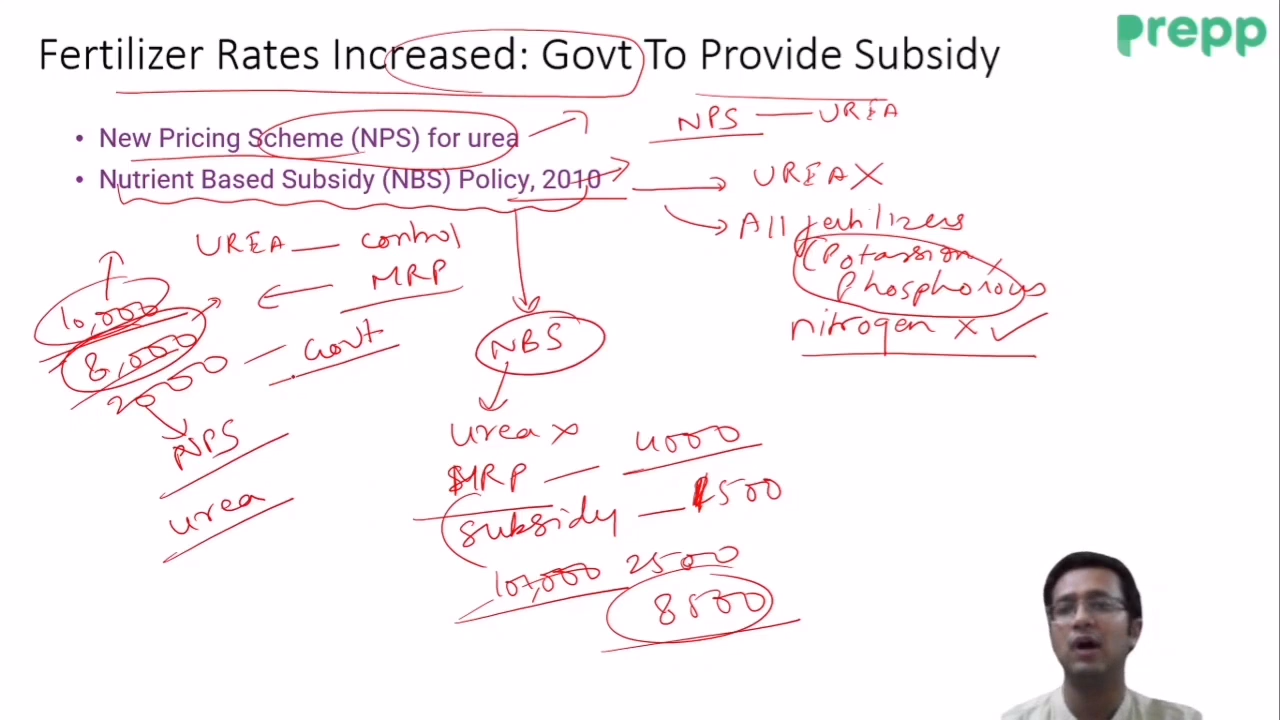 Fertilizer Rates Increased: Govt To Provide Subsidy
prepp
• New Pricing Scheme (NPS) for urea
• Nutrient Based Subsidy (NBS) Policy, 2010
NPS — UREA
UREA X
All fertilizers
(Potassium
Phosphorous
nitrogen x ✓
UREA — control
MRP
10,000
8,000
2000 — Govt
NPS
urea
NBS
urea x
MRP — 4000
subsidy — 1500
10,000 2500
8500